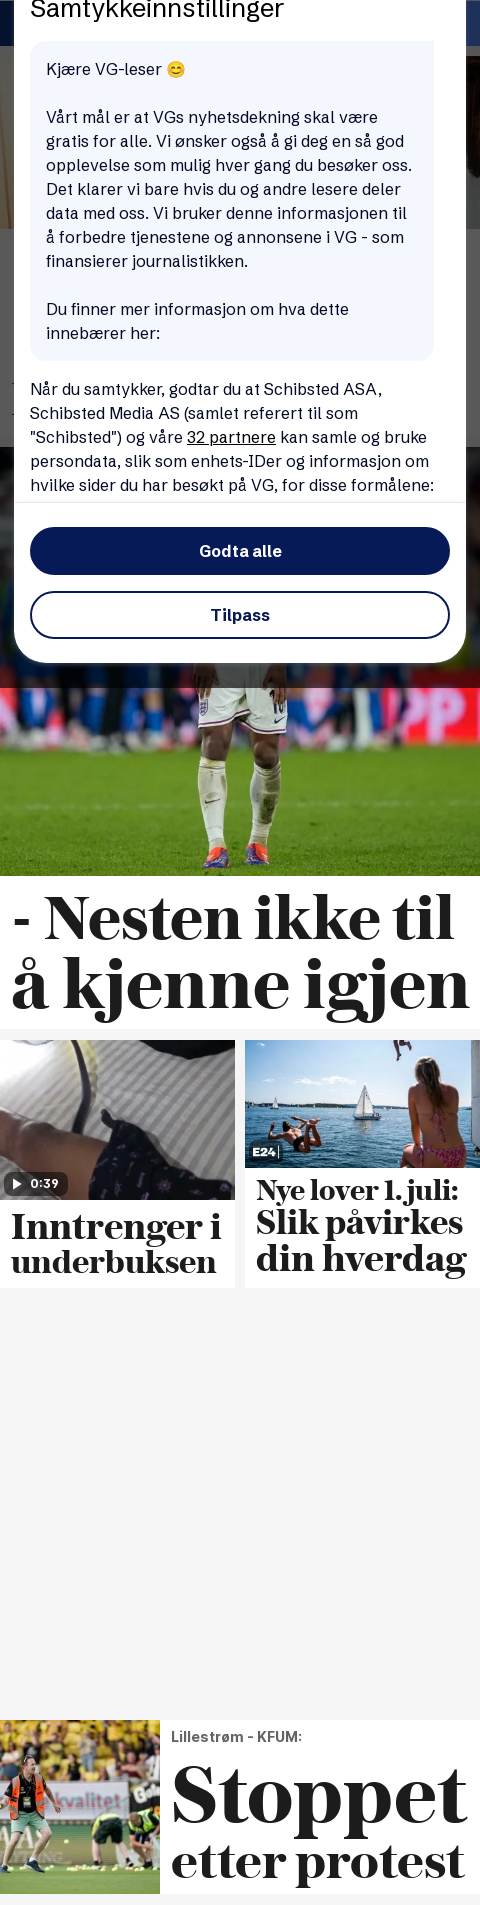 Samtykkeinnstillinger
Kjære VG-leser 😊
Vårt mål er at VGs nyhetsdekning skal være
gratis for alle. Vi ønsker også å gi deg en så god
opplevelse som mulig hver gang du besøker oss.
Det klarer vi bare hvis du og andre lesere deler
data med oss. Vi bruker denne informasjonen til
å forbedre tjenestene og annonsene i VG - som
finansierer journalistikken.
Du finner mer informasjon om hva dette
innebærer her:
Når du samtykker, godtar du at Schibsted ASA,
Schibsted Media AS (samlet referert til som
"Schibsted") og våre 32 partnere kan samle og bruke
persondata, slik som enhets-IDer og informasjon om
hvilke sider du har besøkt på VG, for disse formålene:
Godta alle
Tilpass
- Nesten ikke til
å kjenne igjen
0:39
Inntrenger i
underbuksen
E24
Nye lover 1. juli:
Slik påvirkes
din hverdag
Lillestrøm - KFUM:
Stoppet
etter protest